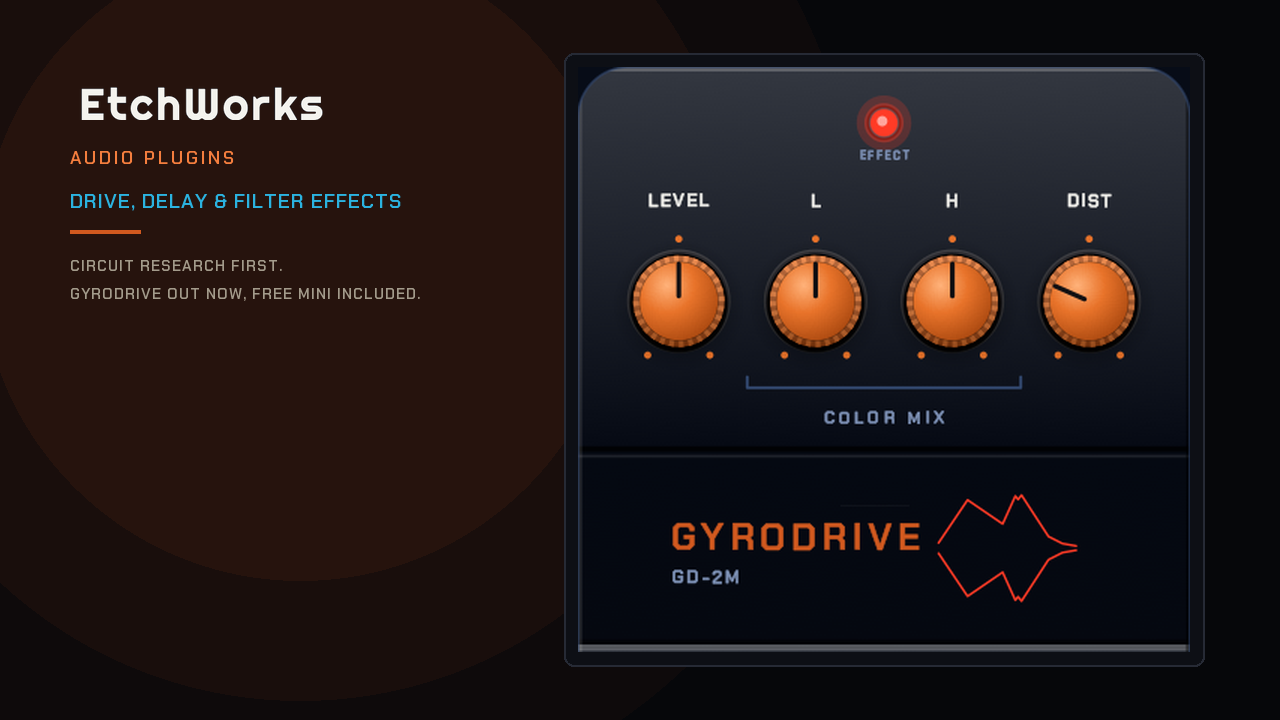 EtchWorks
AUDIO PLUGINS
DRIVE, DELAY & FILTER EFFECTS
CIRCUIT RESEARCH FIRST.
GYRODRIVE OUT NOW, FREE MINI INCLUDED.
EFFECT
LEVEL L H DIST
COLOR MIX
GYRODRIVE
GD-2M